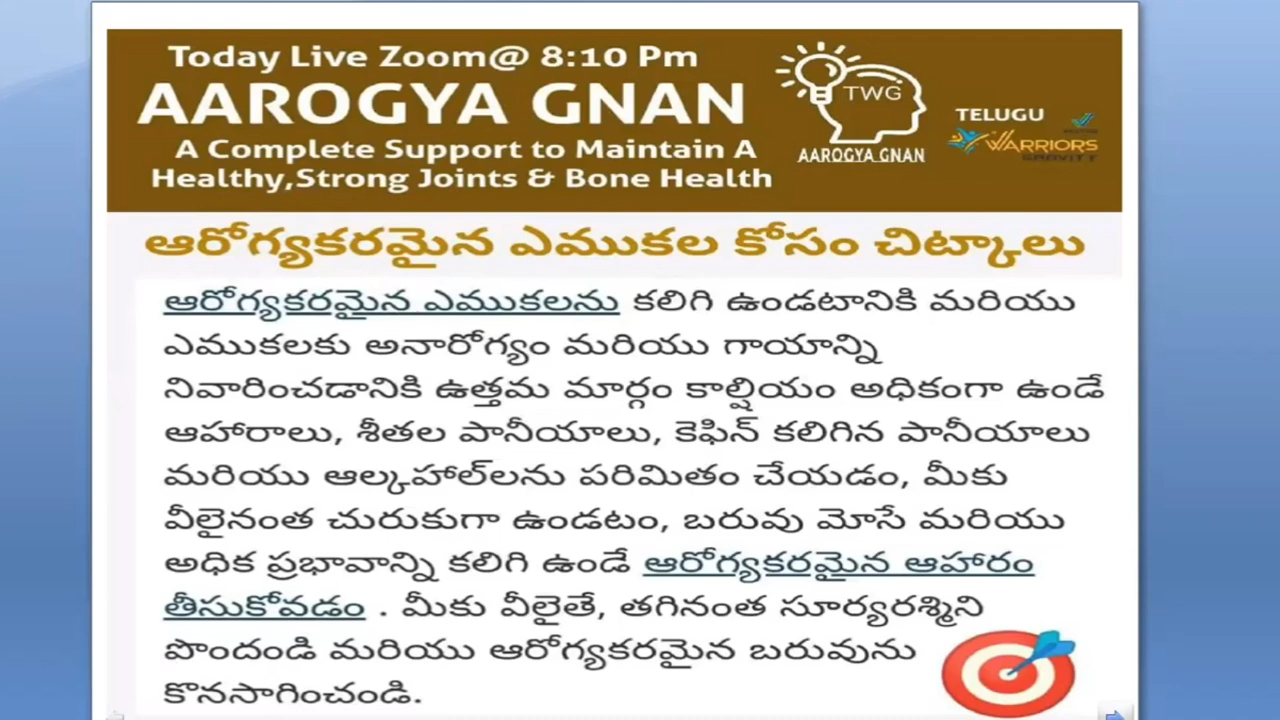 Today Live Zoom@ 8:10 Pm
AAROGYA GNAN
A Complete Support to Maintain A
Healthy,Strong Joints & Bone Health
TWG
AAROGYA GNAN
TELUGU
WARRIORS
GRAVITY
ఆరోగ్యకరమైన ఎముకల కోసం చిట్కాలు
ఆరోగ్యకరమైన ఎముకలను కలిగి ఉండటానికి మరియు
ఎముకలకు అనారోగ్యం మరియు గాయాన్ని
నివారించడానికి ఉత్తమ మార్గం కాల్షియం అధికంగా ఉండే
ఆహారాలు, శీతల పానీయాలు, కెఫిన్ కలిగిన పానీయాలు
మరియు ఆల్కహాల్‌లను పరిమితం చేయడం, మీకు
వీలైనంత చురుకుగా ఉండటం, బరువు మోసే మరియు
అధిక ప్రభావాన్ని కలిగి ఉండే ఆరోగ్యకరమైన ఆహారం
తీసుకోవడం . మీకు వీలైతే, తగినంత సూర్యరశ్మిని
పొందండి మరియు ఆరోగ్యకరమైన బరువును
కొనసాగించండి.